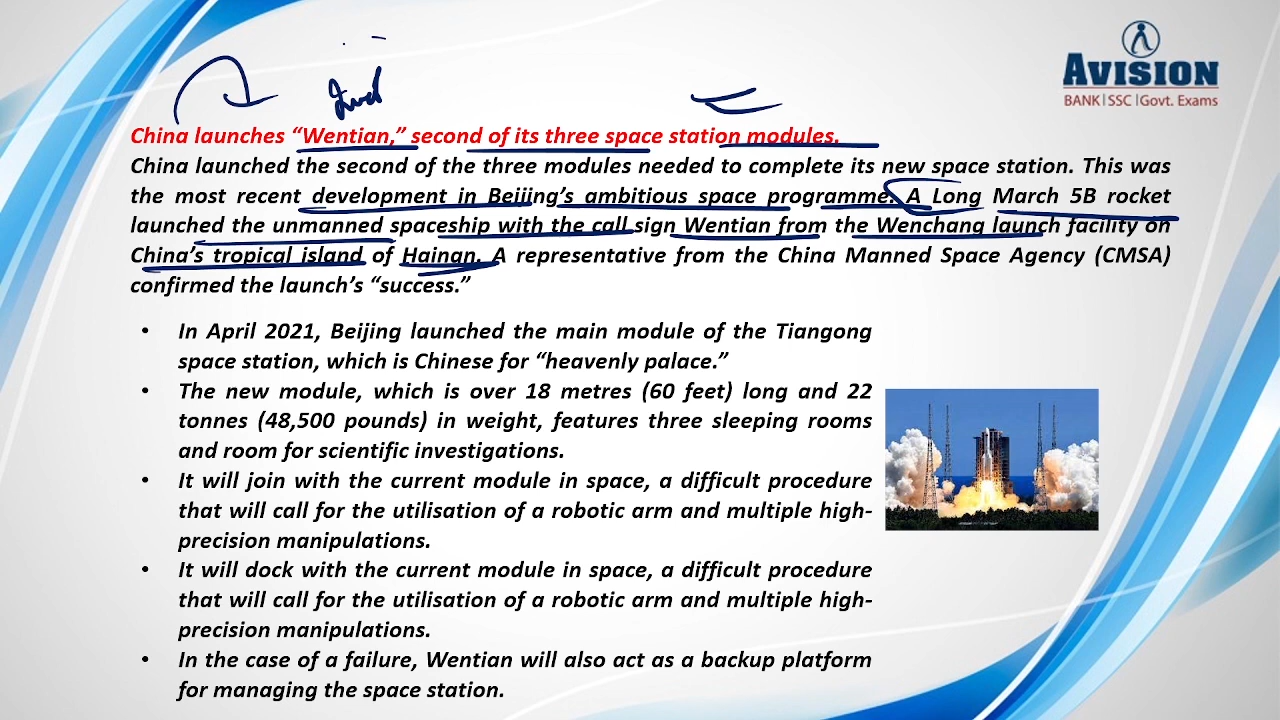 AVISION
BANK|SSC|Govt. Exams
China launches “Wentian,” second of its three space station modules.
China launched the second of the three modules needed to complete its new space station. This was
the most recent development in Beijing’s ambitious space programme. A Long March 5B rocket
launched the unmanned spaceship with the call sign Wentian from the Wenchang launch facility on
China’s tropical island of Hainan. A representative from the China Manned Space Agency (CMSA)
confirmed the launch’s “success.”
• In April 2021, Beijing launched the main module of the Tiangong
space station, which is Chinese for “heavenly palace.”
• The new module, which is over 18 metres (60 feet) long and 22
tonnes (48,500 pounds) in weight, features three sleeping rooms
and room for scientific investigations.
• It will join with the current module in space, a difficult procedure
that will call for the utilisation of a robotic arm and multiple high-
precision manipulations.
• It will dock with the current module in space, a difficult procedure
that will call for the utilisation of a robotic arm and multiple high-
precision manipulations.
• In the case of a failure, Wentian will also act as a backup platform
for managing the space station.